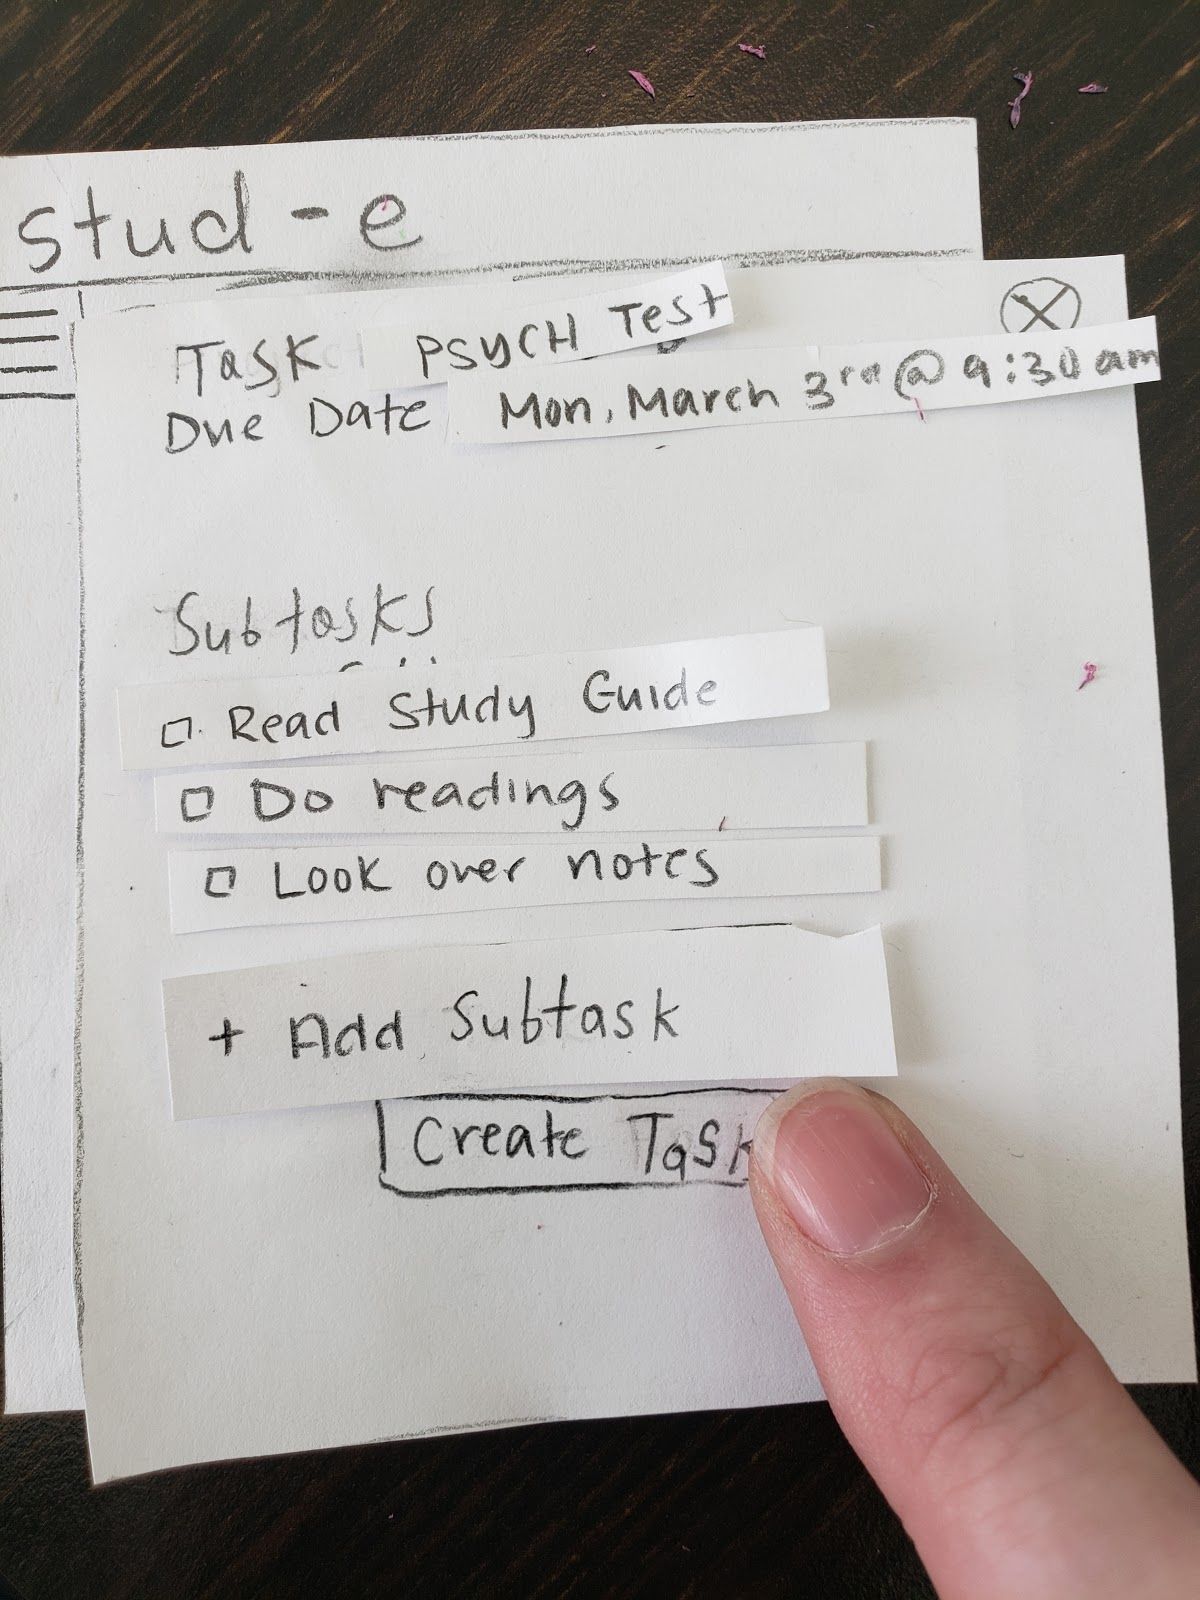 stud-e
Task PSYCH Test
Due Date Mon, March 3rd @ 9:30 am
Subtasks
Read Study Guide
Do readings
Look over notes
+ Add Subtask
Create Task